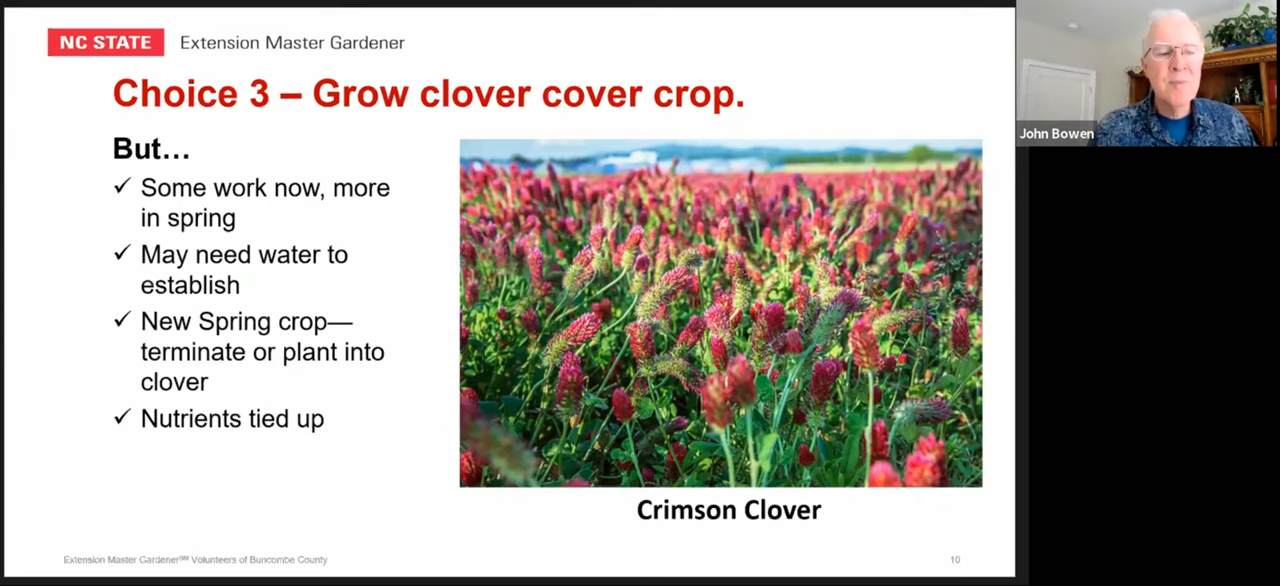 NC STATE Extension Master Gardener
Choice 3 – Grow clover cover crop.
But…
✓ Some work now, more
in spring
✓ May need water to
establish
✓ New Spring crop—
terminate or plant into
clover
✓ Nutrients tied up
Crimson Clover
Extension Master Gardener℠ Volunteers of Buncombe County
10
John Bowen